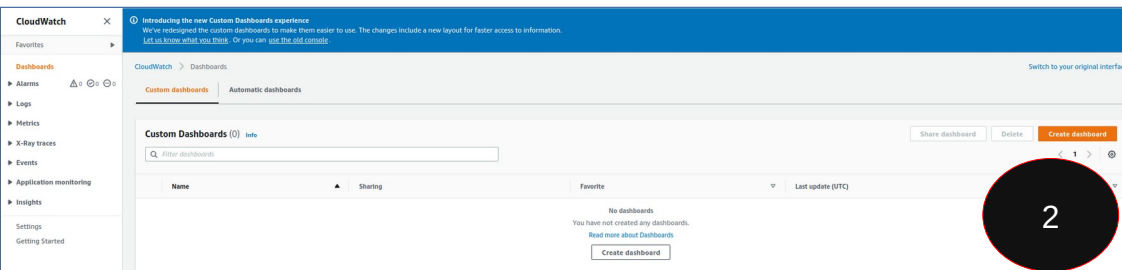 CloudWatch
Favorites
Dashboards
Alarms 0 0 0
Logs
Metrics
X-Ray traces
Events
Application monitoring
Insights
Settings
Getting Started
Introducing the new Custom Dashboards experience
We've redesigned the custom dashboards to make them easier to use. The changes include a new layout for faster access to information.
Let us know what you think. Or you can use the old console.
CloudWatch > Dashboards
Switch to your original interfa
Custom dashboards Automatic dashboards
Custom Dashboards (0) Info
Share dashboard Delete Create dashboard
Filter dashboards
1
Name Sharing Favorite Last update (UTC)
No dashboards
You have not created any dashboards.
Read more about Dashboards
Create dashboard
2